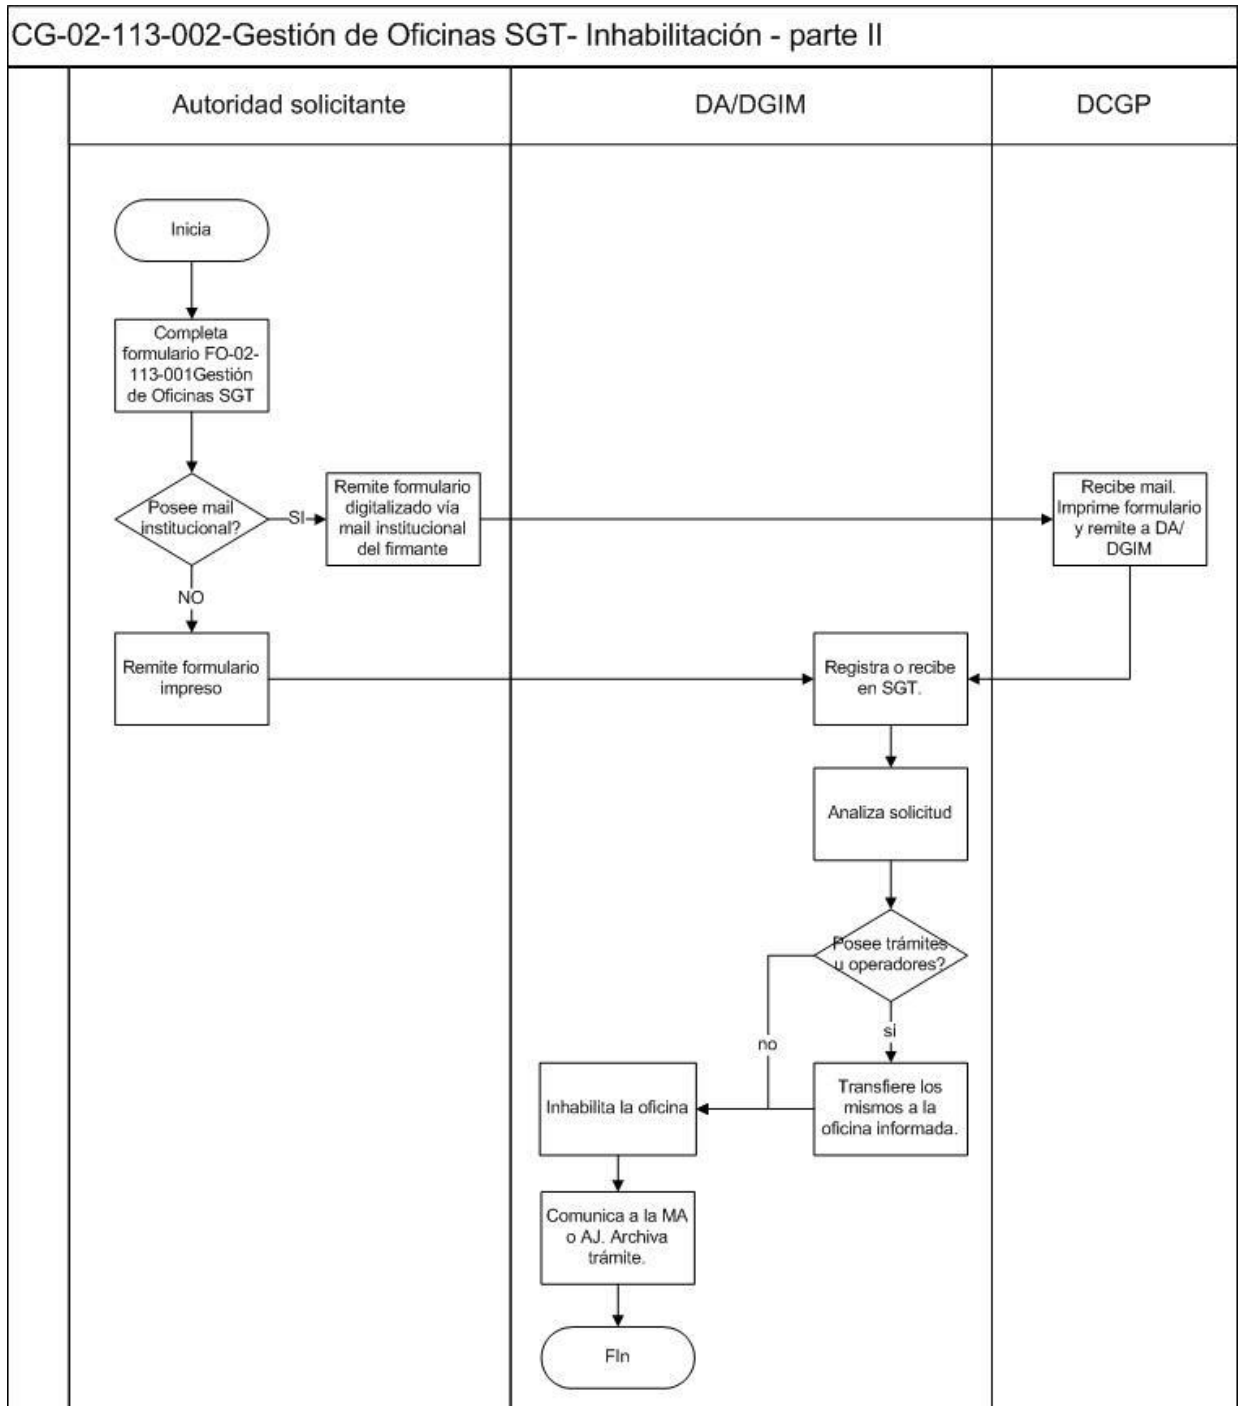 CG-02-113-002-Gestión de Oficinas SGT- Inhabilitación - parte II
Autoridad solicitante
DA/DGIM
DCGP
Inicia
Completa
formulario FO-02-
113-001Gestión
de Oficinas SGT
Posee mail
institucional?
SI
Remite formulario
digitalizado vía
mail institucional
del firmante
Recibe mail.
Imprime formulario
y remite a DA/
DGIM
NO
Remite formulario
impreso
Registra o recibe
en SGT.
Analiza solicitud
Posee trámites
u operadores?
si
no
Transfiere los
mismos a la
oficina informada.
Inhabilita la oficina
Comunica a la MA
o AJ. Archiva
trámite.
FIn